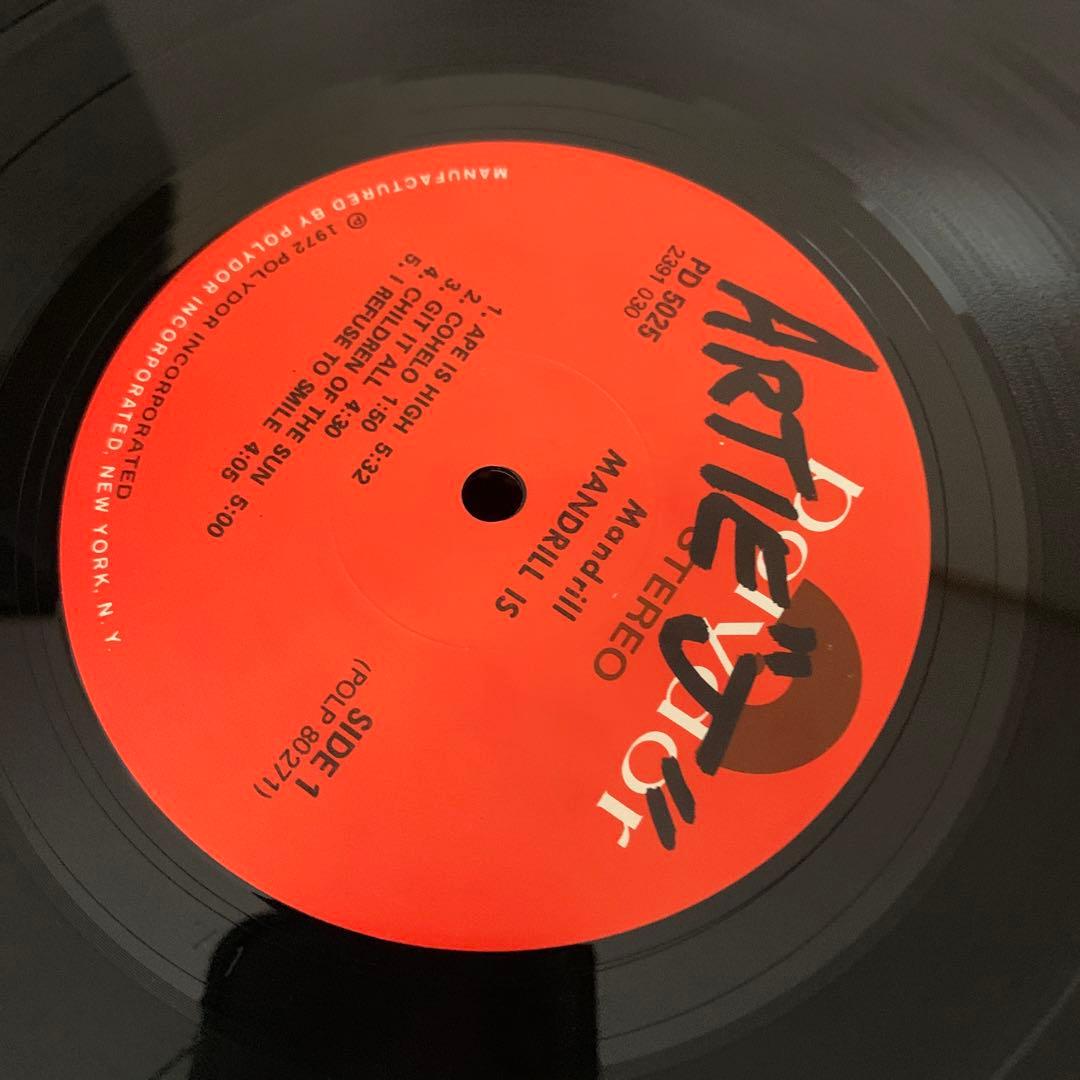 ARTIE "J"
polydor
STEREO
PD 5025
2391 030
Mandrill
MANDRILL IS
SIDE 1
(POLP 80271)
1. APE IS HIGH 5:32
2. COHELO 1:50
3. GIT IT ALL 4:30
4. CHILDREN OF THE SUN 5:00
5. I REFUSE TO SMILE 4:05
℗ 1972 POLYDOR INCORPORATED
MANUFACTURED BY POLYDOR INCORPORATED, NEW YORK, N.Y.